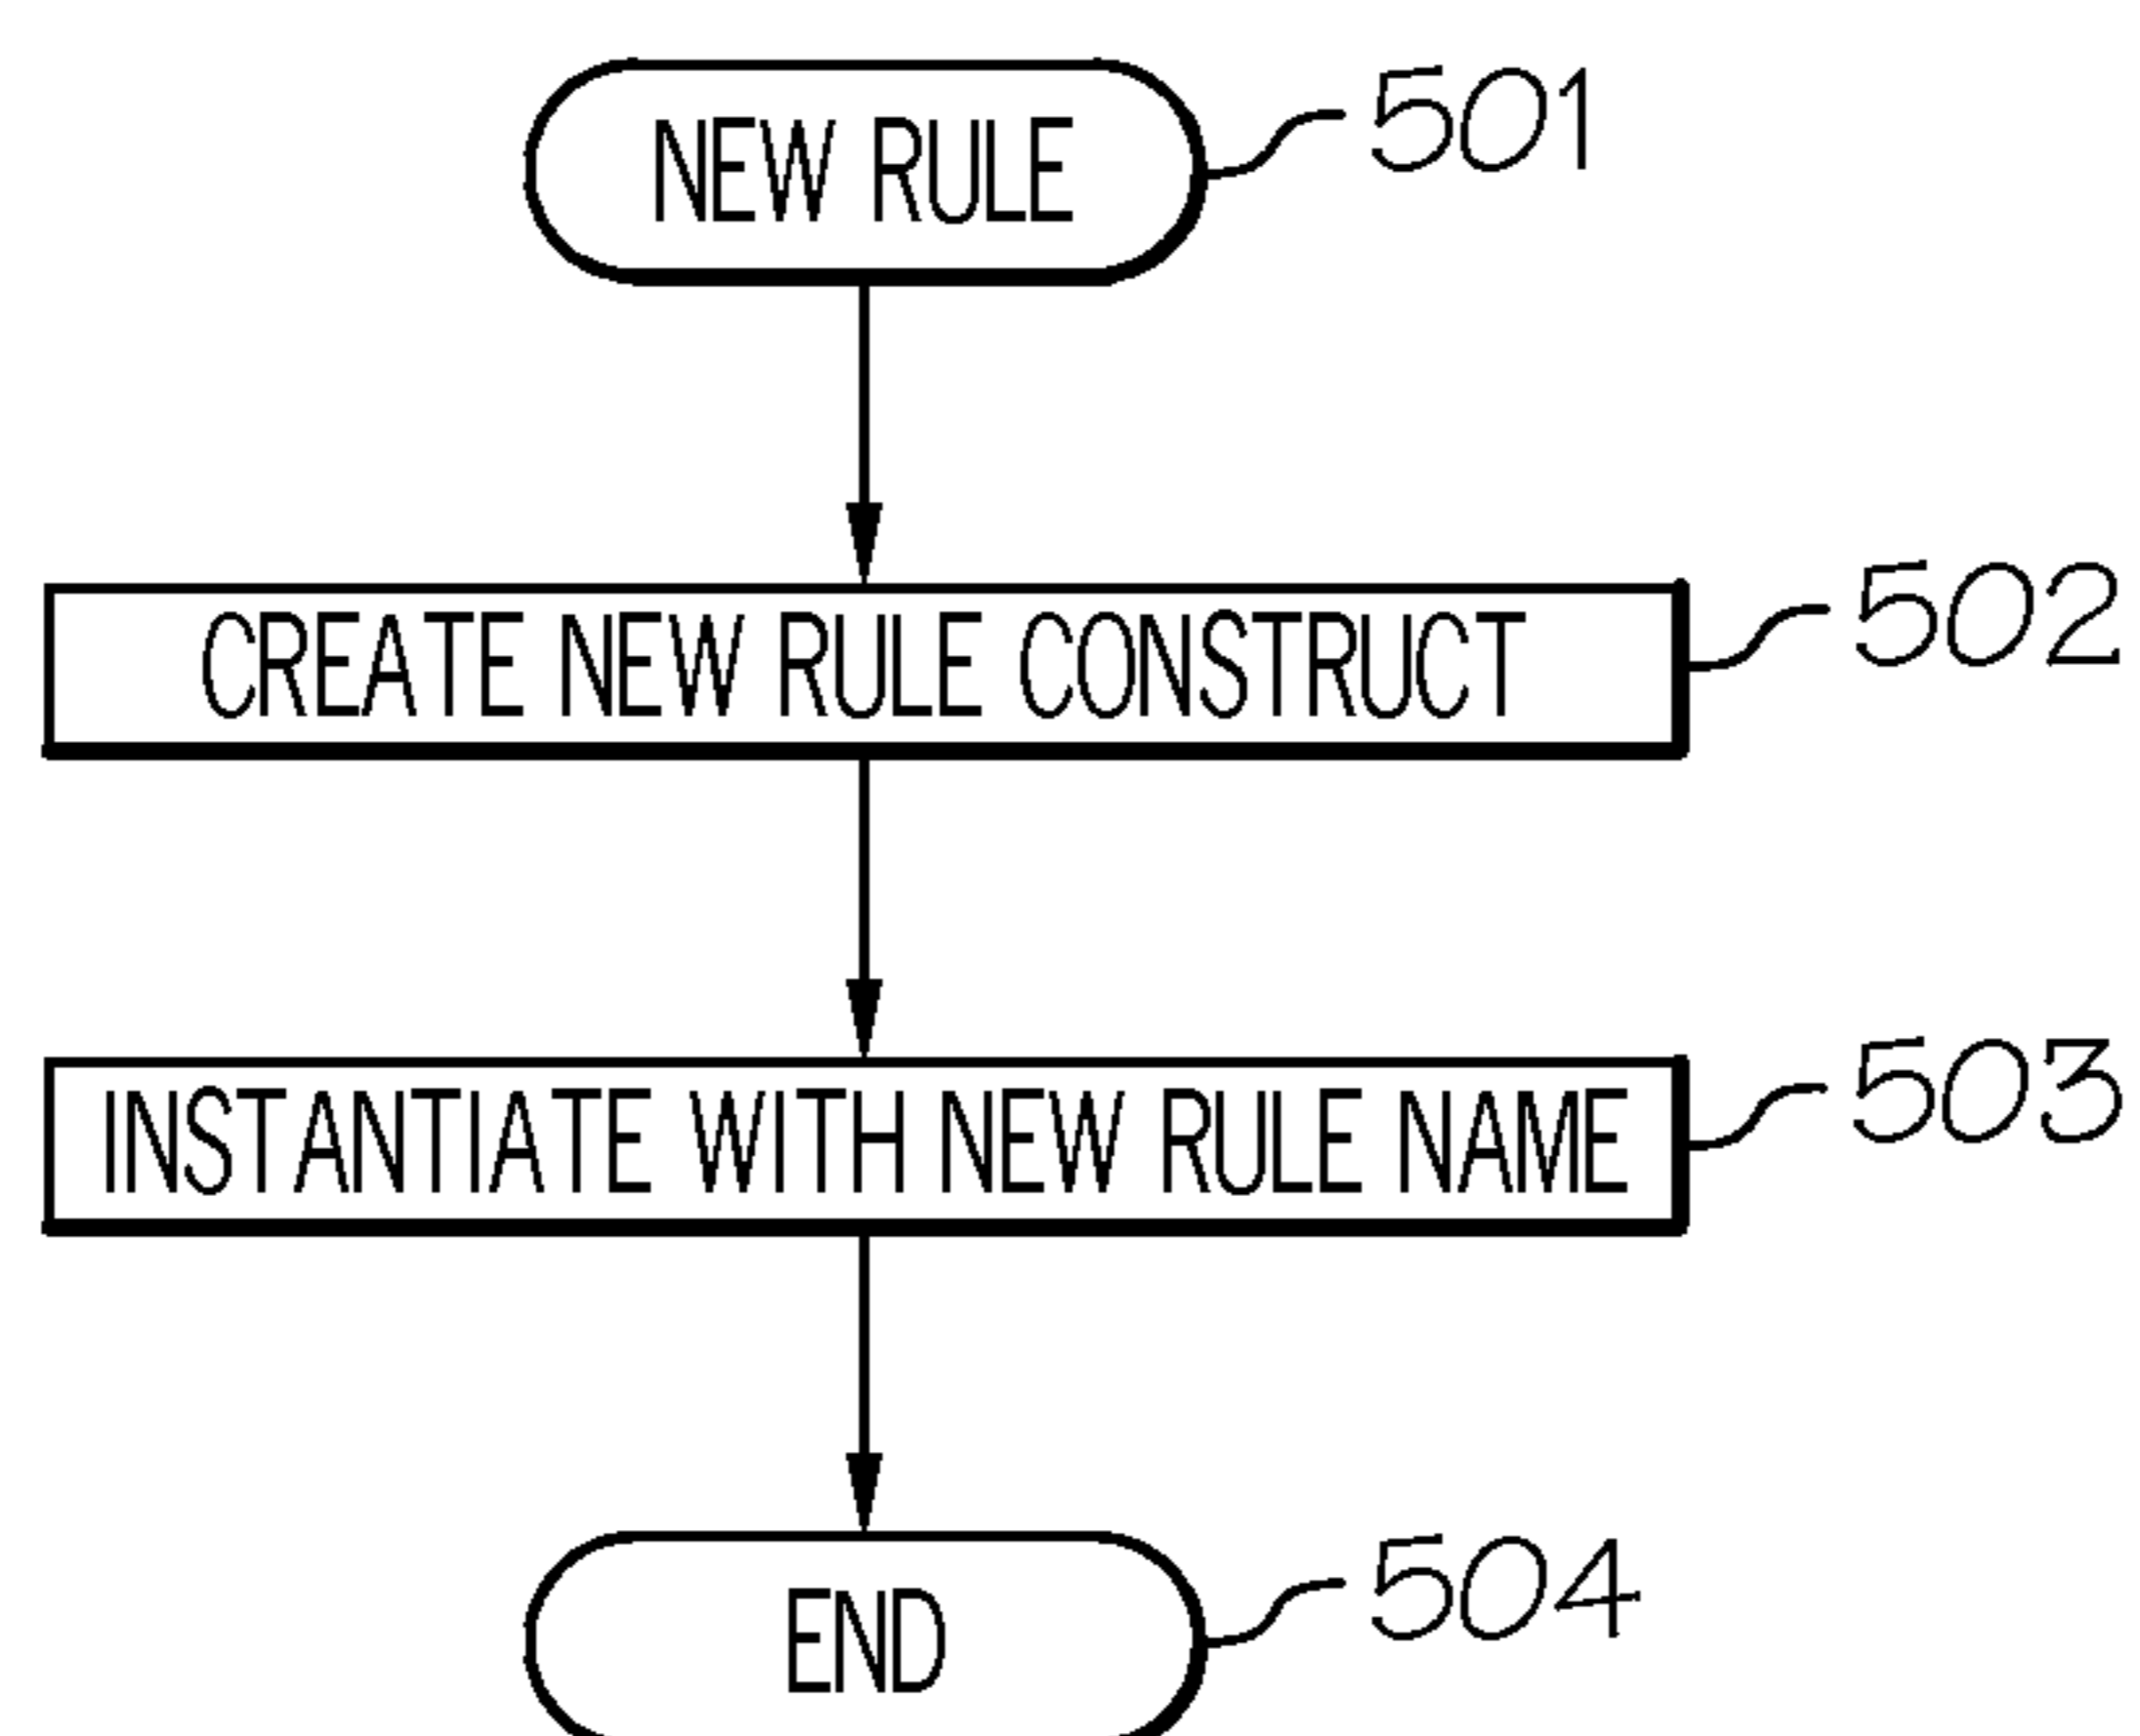 NEW RULE
501
CREATE NEW RULE CONSTRUCT
502
INSTANTIATE WITH NEW RULE NAME
503
END
504